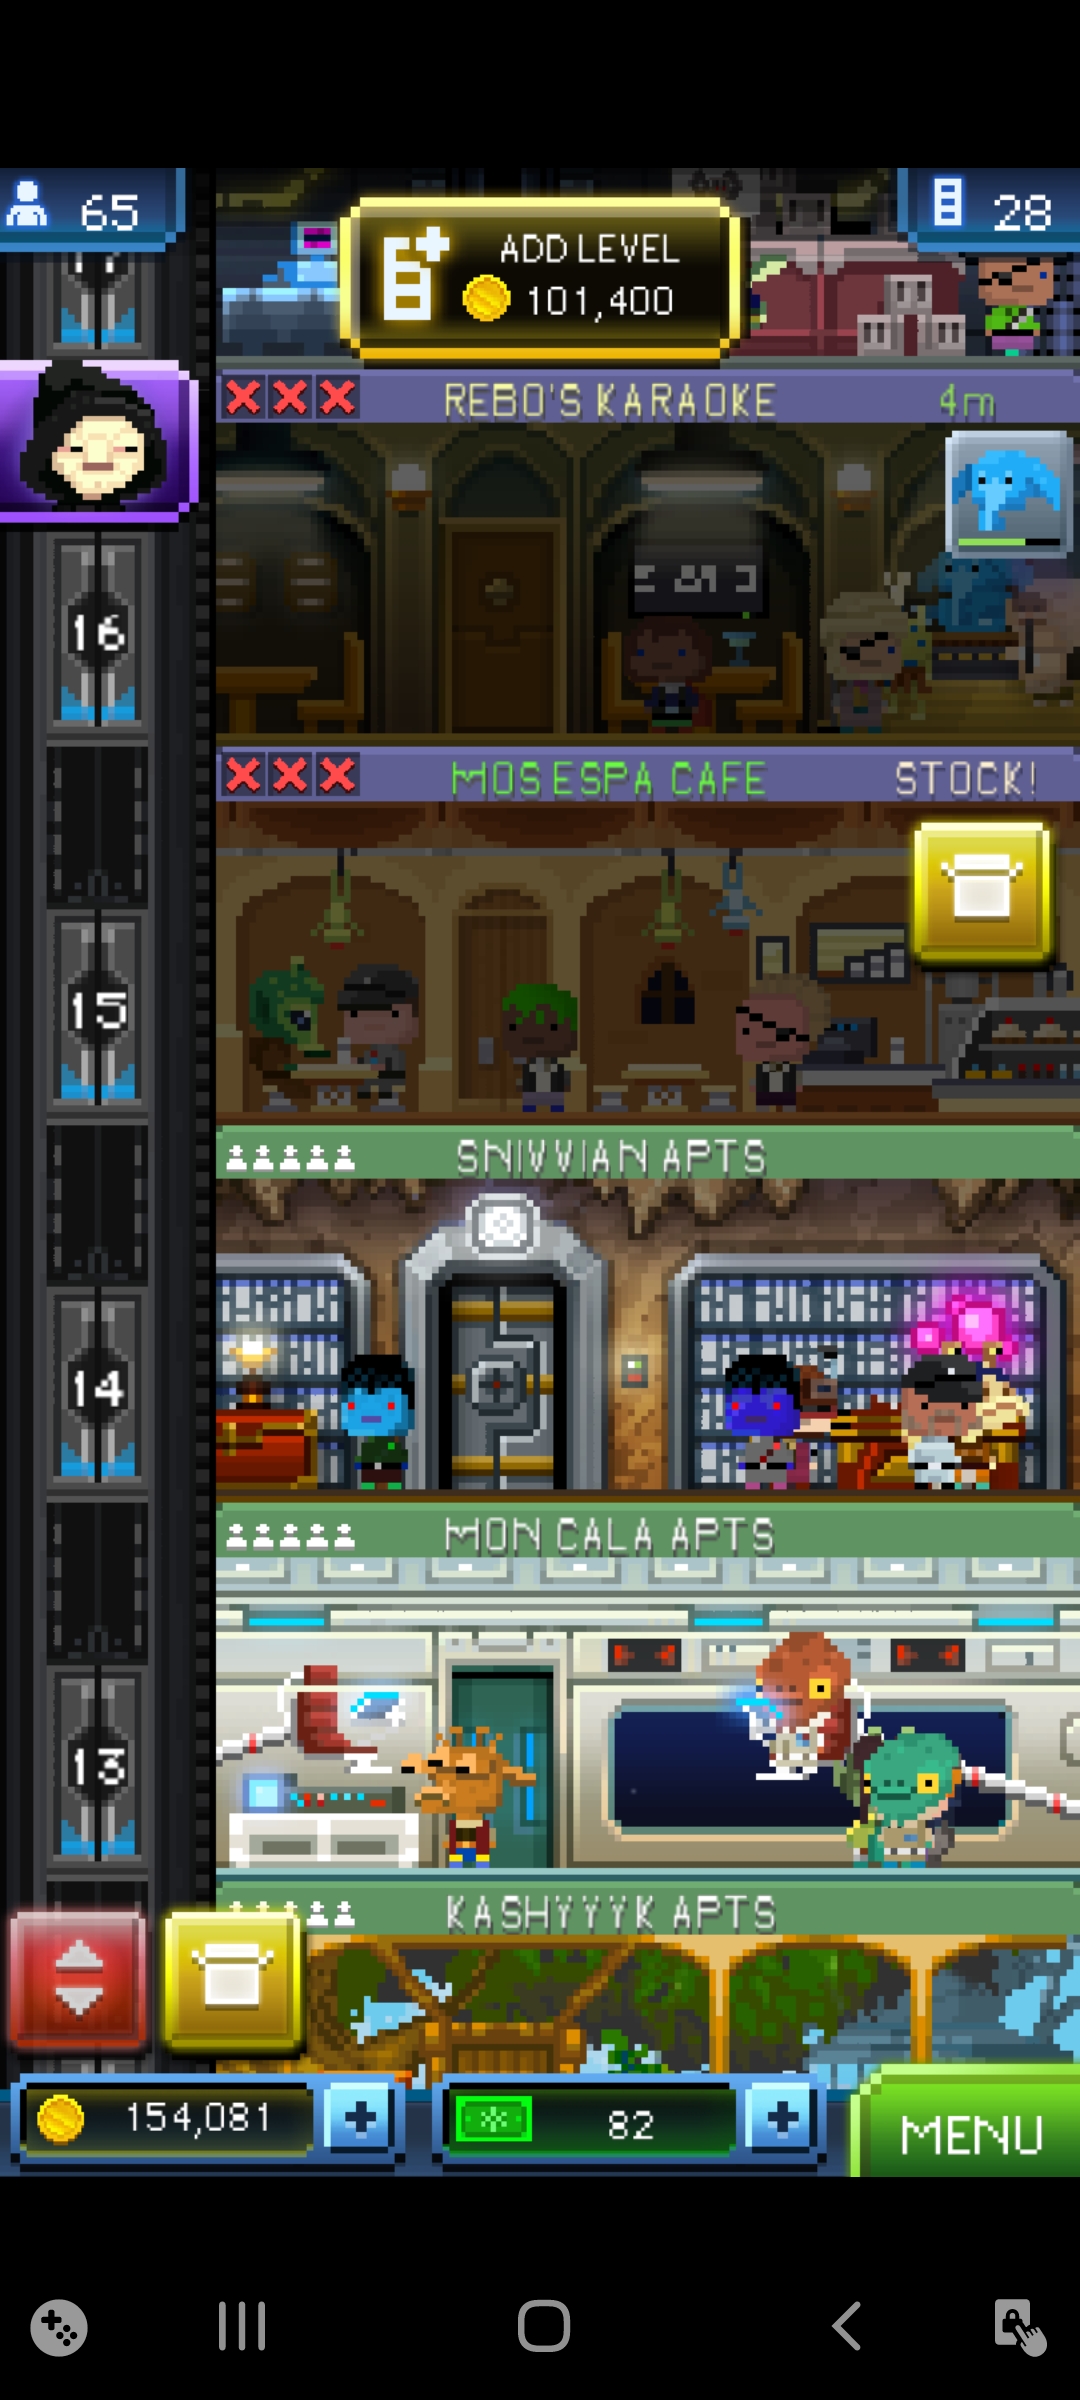 65
28
ADD LEVEL
101,400
REBO'S KARAOKE
4m
16
MOS ESPA CAFE
STOCK!
15
SNIVVIAN APTS
14
MON CALA APTS
13
KASHYYYK APTS
154,081
82
MENU